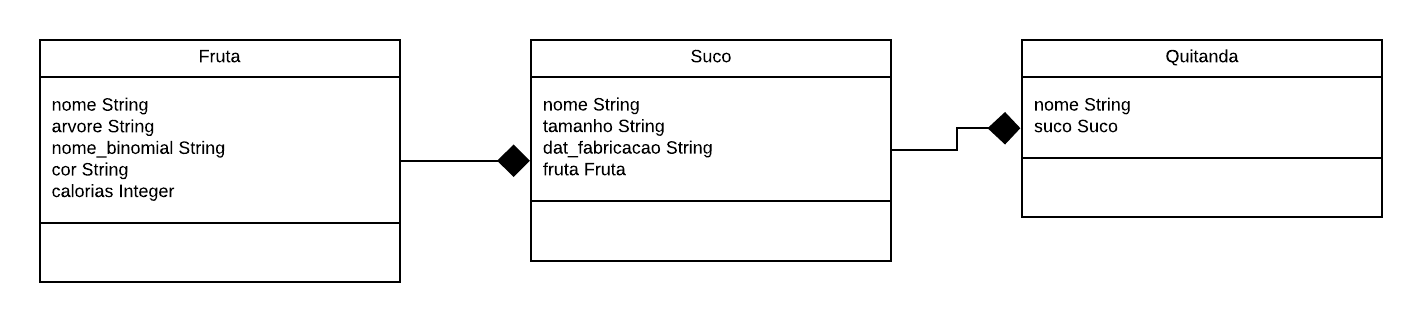 Fruta
nome String
arvore String
nome_binomial String
cor String
calorias Integer
Suco
nome String
tamanho String
dat_fabricacao String
fruta Fruta
Quitanda
nome String
suco Suco